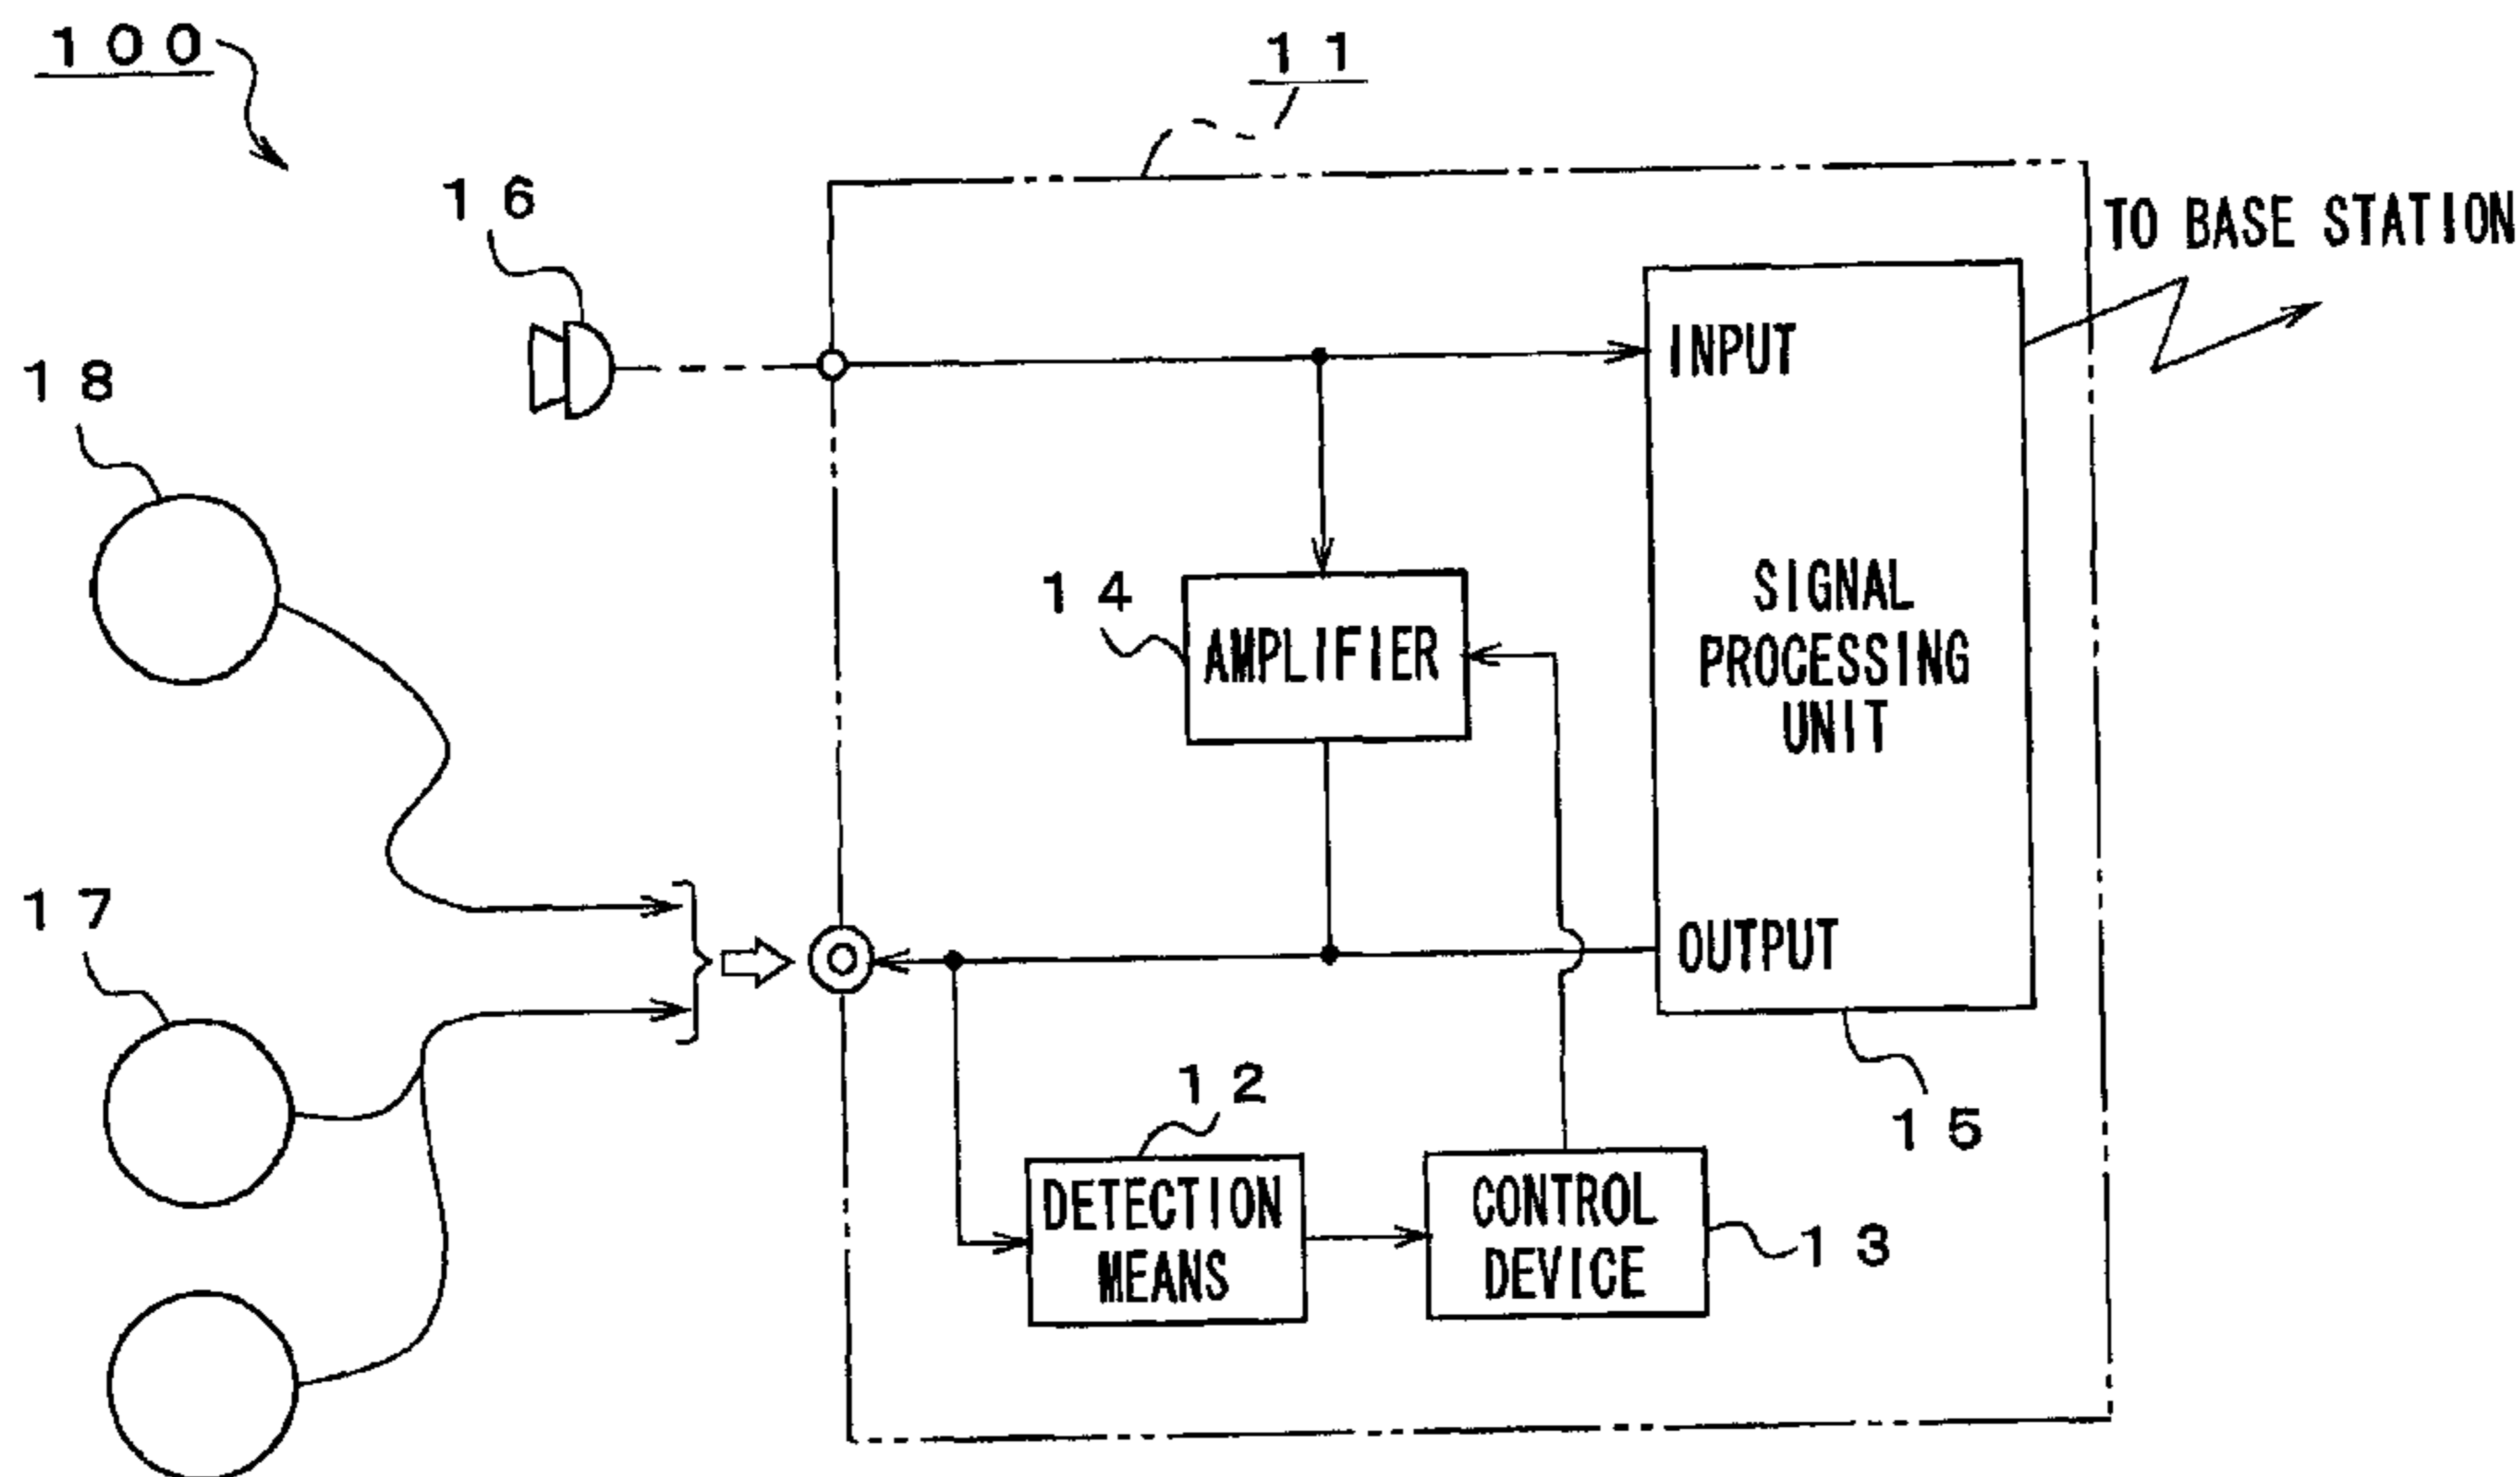 100
11
16
TO BASE STATION
INPUT
18
14
AMPLIFIER
SIGNAL
PROCESSING
UNIT
17
OUTPUT
12
15
DETECTION
MEANS
CONTROL
DEVICE
13